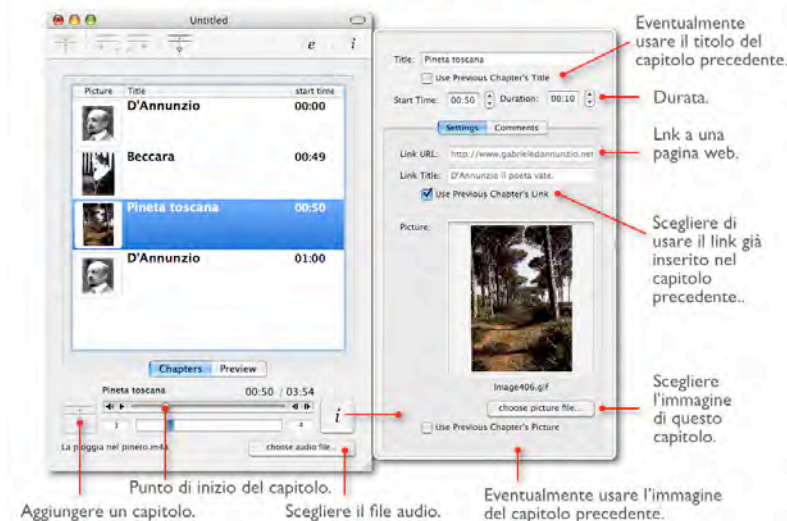 Untitled
e
i
Picture Title start time
D'Annunzio 00:00
Beccara 00:49
Pineta toscana 00:50
D'Annunzio 01:00
Chapters Preview
Pineta toscana 00:50 / 03:54
3
4
i
La pioggia nel pineto.m4a
choose audio file...
Title: Pineta toscana
Use Previous Chapter's Title
Start Time: 00:50 Duration: 00:10
Settings Comments
Link URL: http://www.gabrieledannunzio.net
Link Title: D'Annunzio il poeta vate.
Use Previous Chapter's Link
Picture:
Image406.gif
choose picture file...
Use Previous Chapter's Picture
Eventualmente
usare il titolo del
capitolo precedente.
Durata.
Lnk a una
pagina web.
Scegliere di
usare il link già
inserito nel
capitolo
precedente..
Scegliere
l'immagine
di questo
capitolo.
Punto di inizio del capitolo.
Aggiungere un capitolo.
Scegliere il file audio.
Eventualmente usare l'immagine
del capitolo precedente.